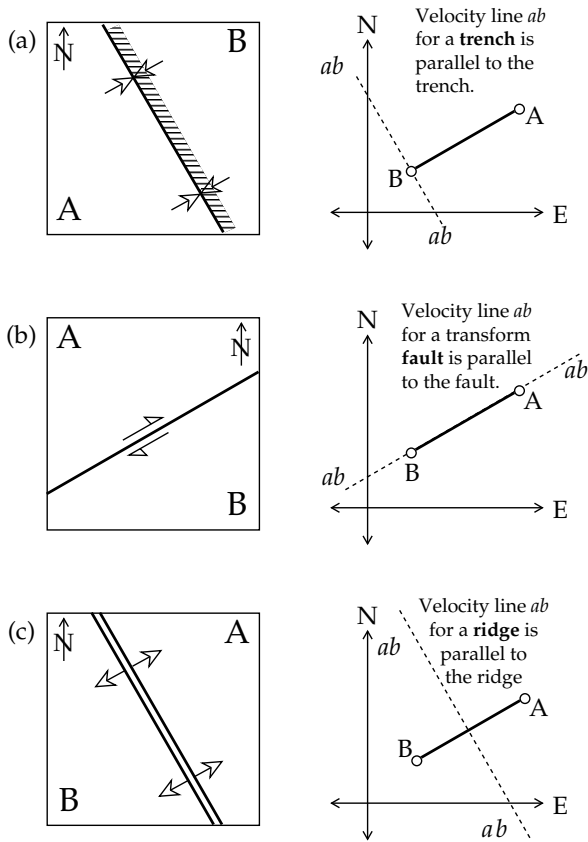 (a)
N
B
A
N
Velocity line ab
for a trench is
parallel to the
trench.
ab
A
B
ab
E
(b)
A
N
B
N
Velocity line ab
for a transform
fault is parallel
to the fault.
ab
A
B
ab
E
(c)
N
A
B
N
Velocity line ab
for a ridge is
parallel to
the ridge
ab
A
B
ab
E